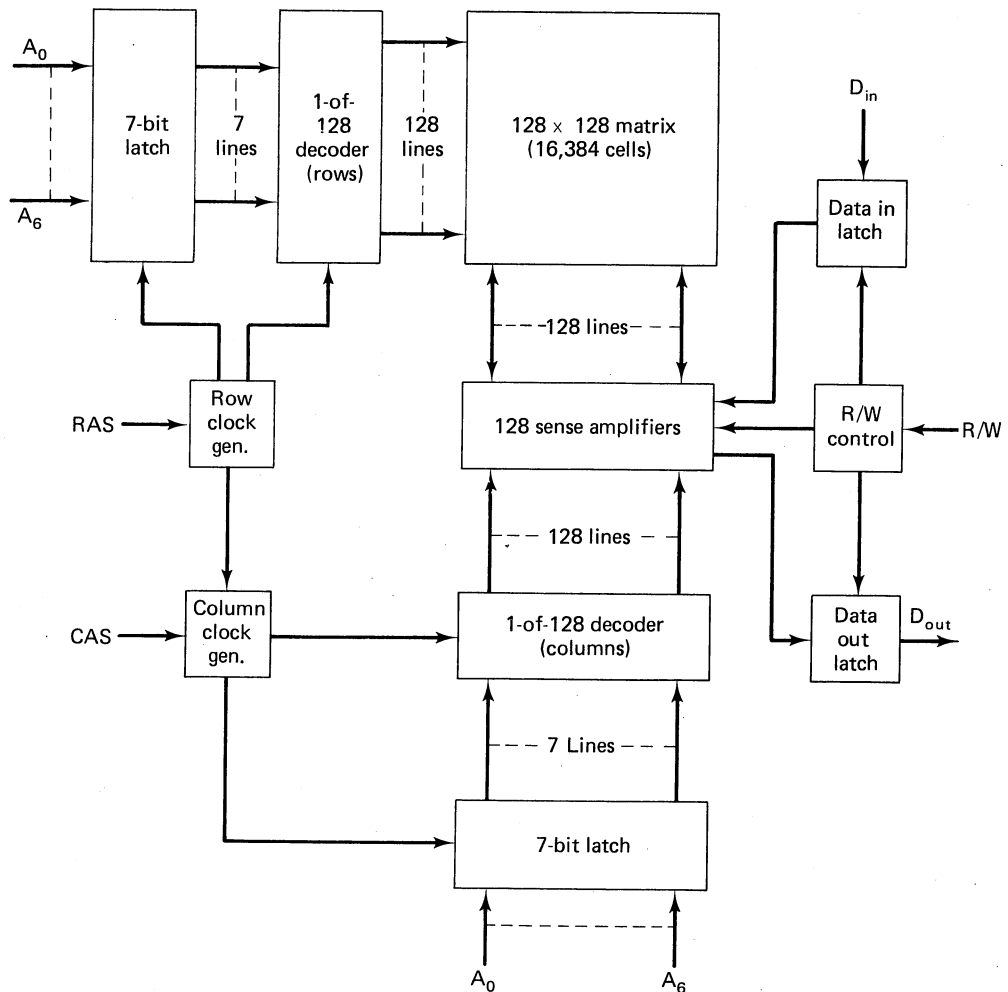 A0
A6
7-bit
latch
7
lines
1-of-
128
decoder
(rows)
128
lines
128 × 128 matrix
(16,384 cells)
Din
Data in
latch
128 lines
RAS
Row
clock
gen.
128 sense amplifiers
R/W
control
R/W
128 lines
CAS
Column
clock
gen.
1-of-128 decoder
(columns)
Data
out
latch
Dout
7 Lines
7-bit latch
A0
A6